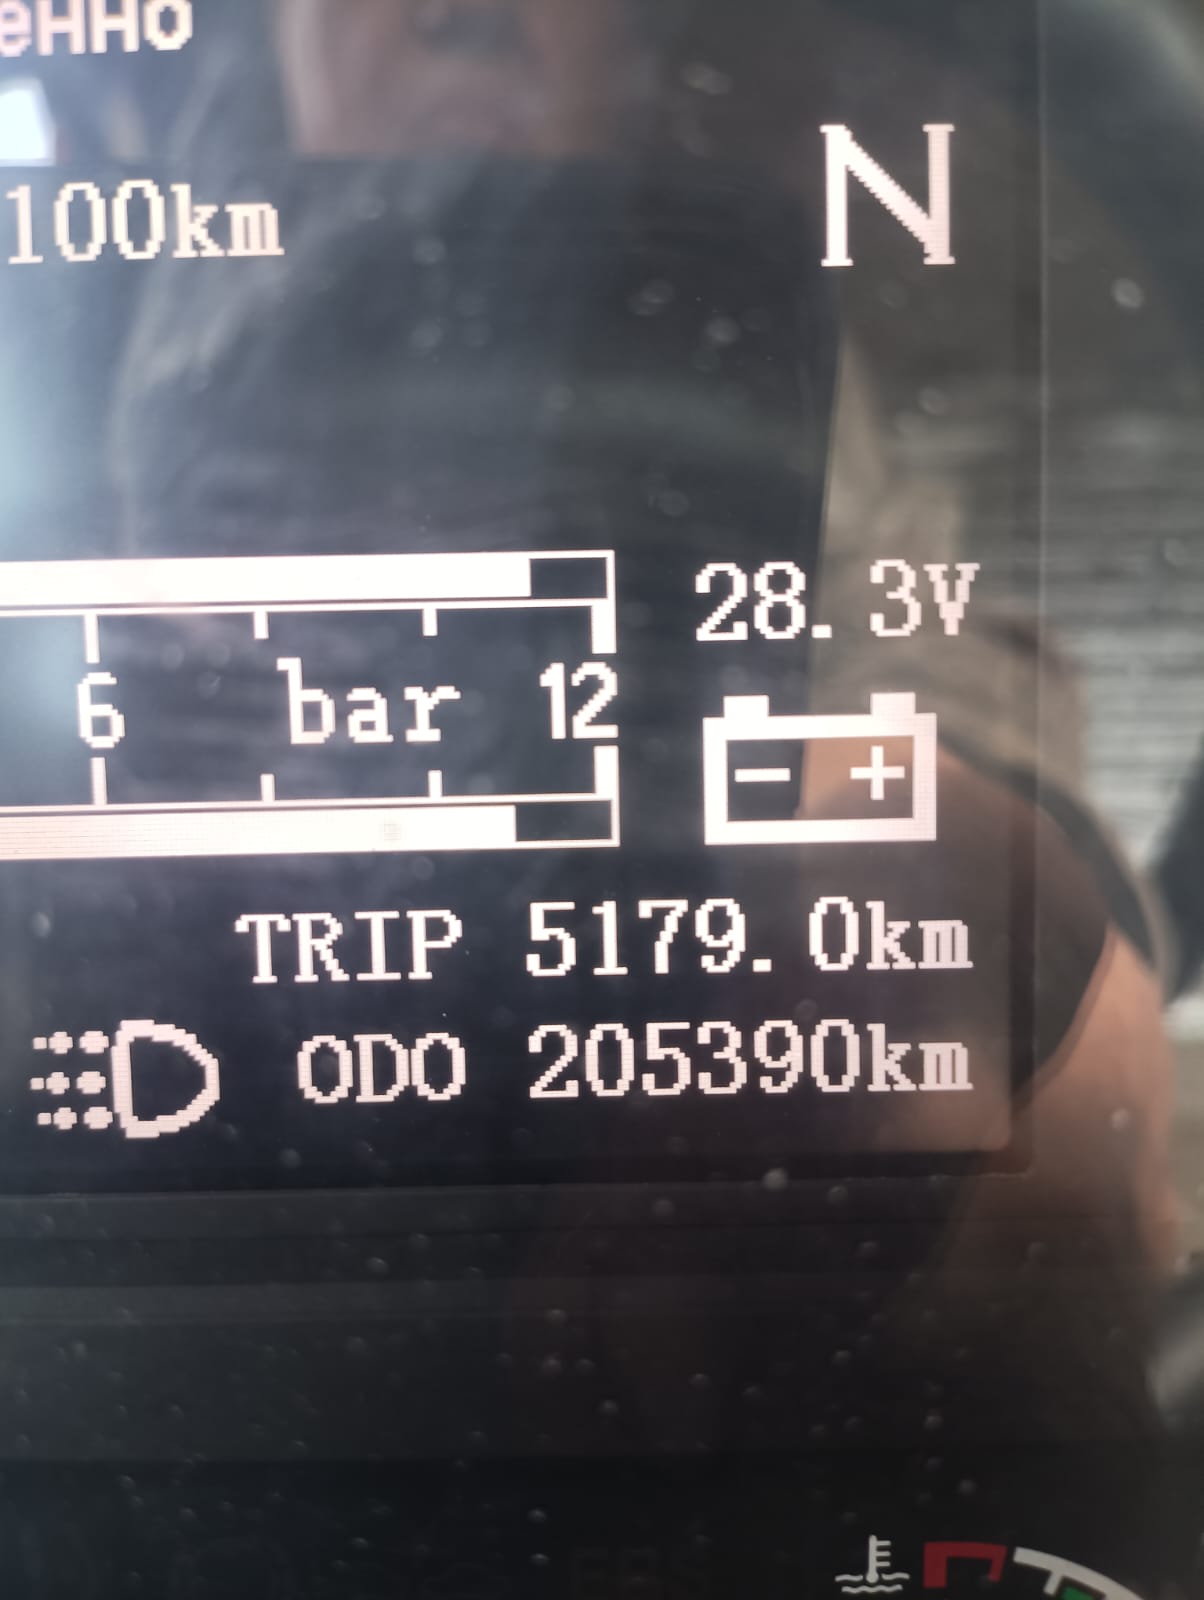 енно
100km
N
28.3V
6 bar 12
- +
TRIP 5179.0km
ODO 205390km